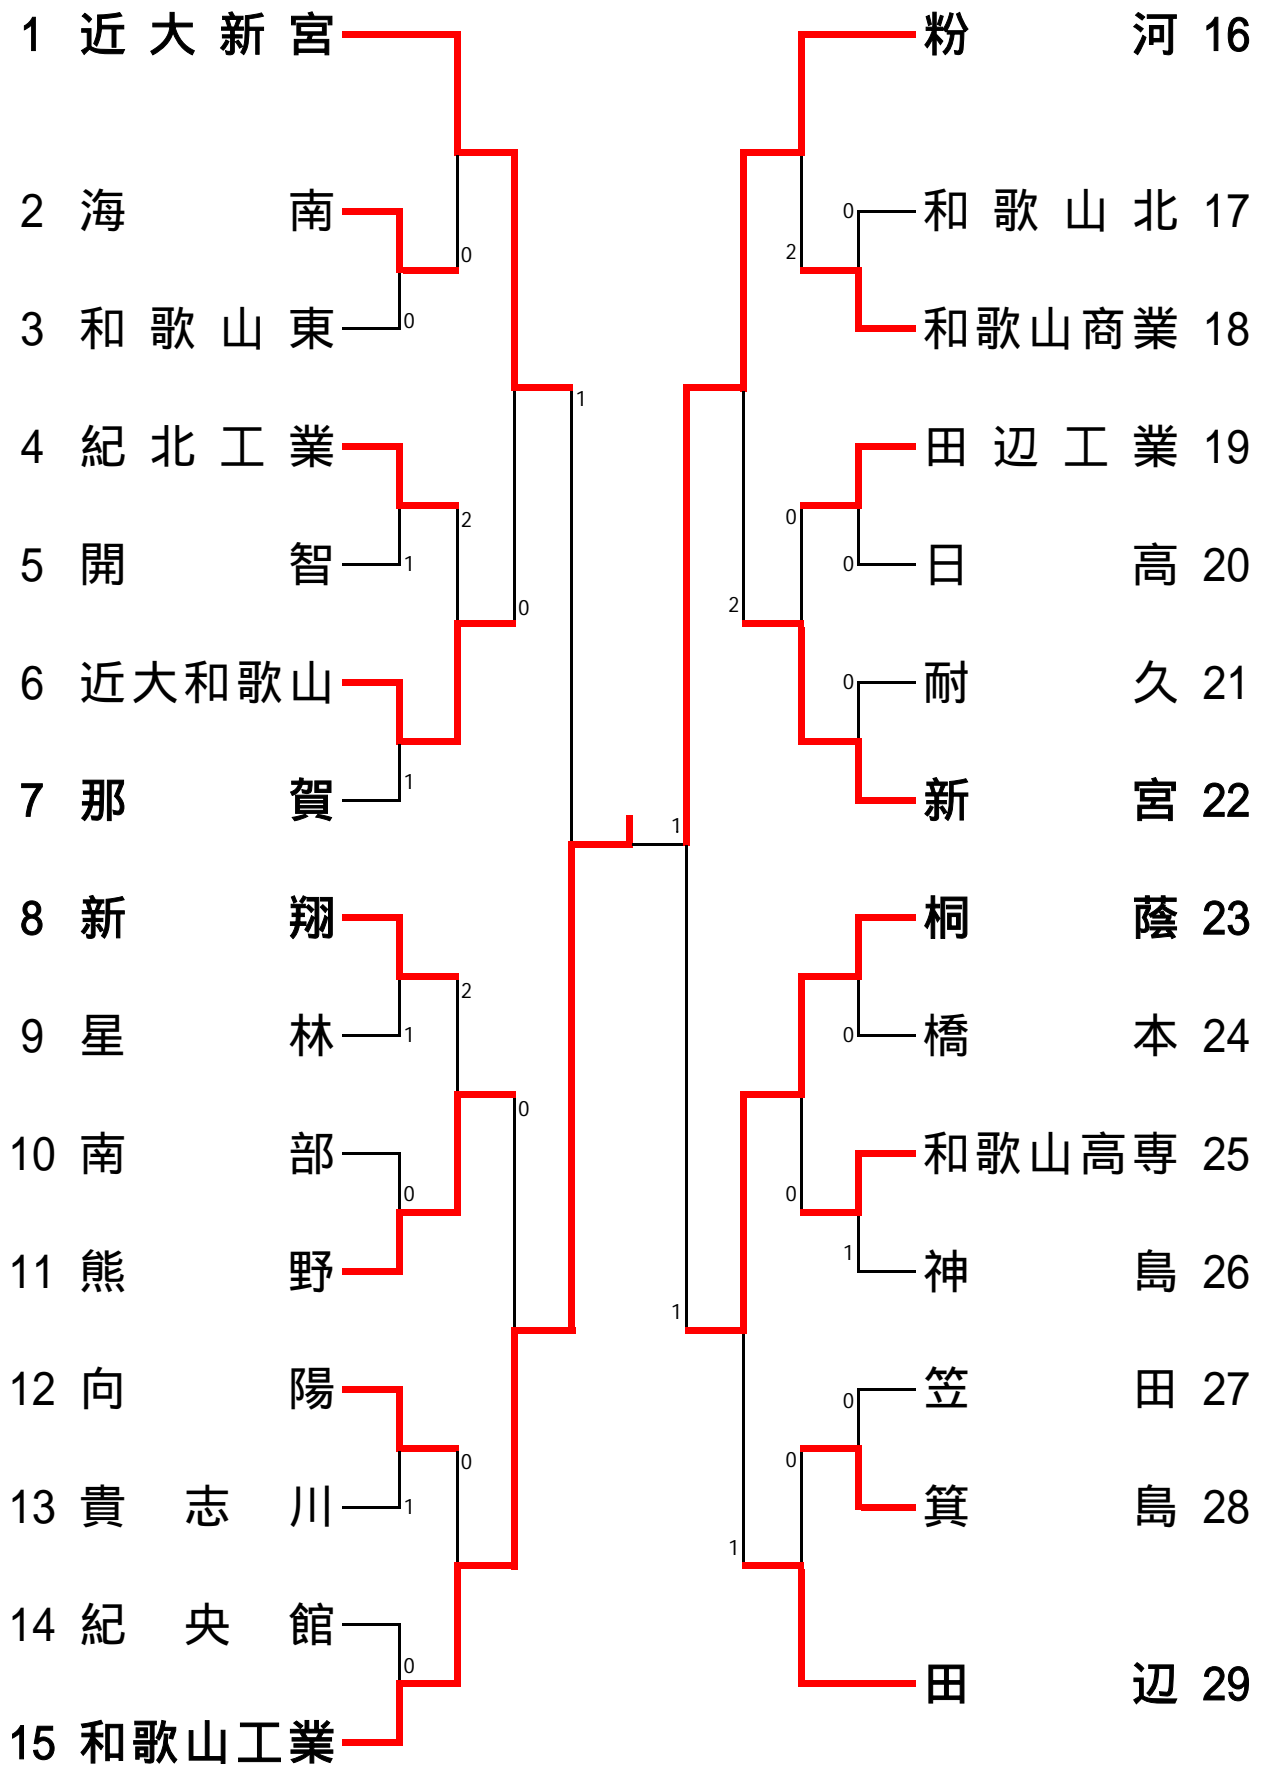 1 近大新宮
2 海南
0
3 和歌山東
0
1
4 紀北工業
2
5 開智
1
0
6 近大和歌山
7 那賀
1
8 新翔
2
9 星林
1
0
10 南部
0
11 熊野
12 向陽
0
13 貴志川
1
14 紀央館
0
15 和歌山工業
粉河 16
0 和歌山北 17
2
和歌山商業 18
田辺工業 19
0
0 日高 20
2
0 耐久 21
新宮 22
1
桐蔭 23
0 橋本 24
和歌山高専 25
0
1 神島 26
1
0 笠田 27
0
箕島 28
1
田辺 29